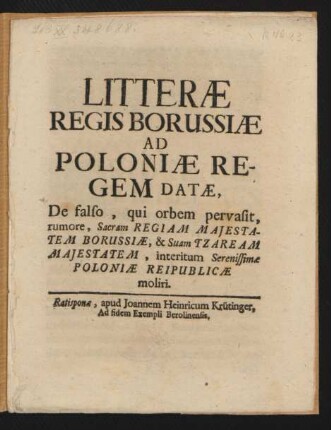 LITTERÆ
REGIS BORUSSIÆ
AD
POLONIÆ RE-
GEM DATÆ,
De falso, qui orbem pervasit,
rumore, Sacram REGIAM MAJESTA-
TEM BORUSSIÆ, & Suam TZAREAM
MAJESTATEM, interitum Serenissimæ
POLONIÆ REIPUBLICÆ
moliri.
Ratisponæ, apud Joannem Heinricum Krütinger,
Ad fidem Exempli Berolinensis.